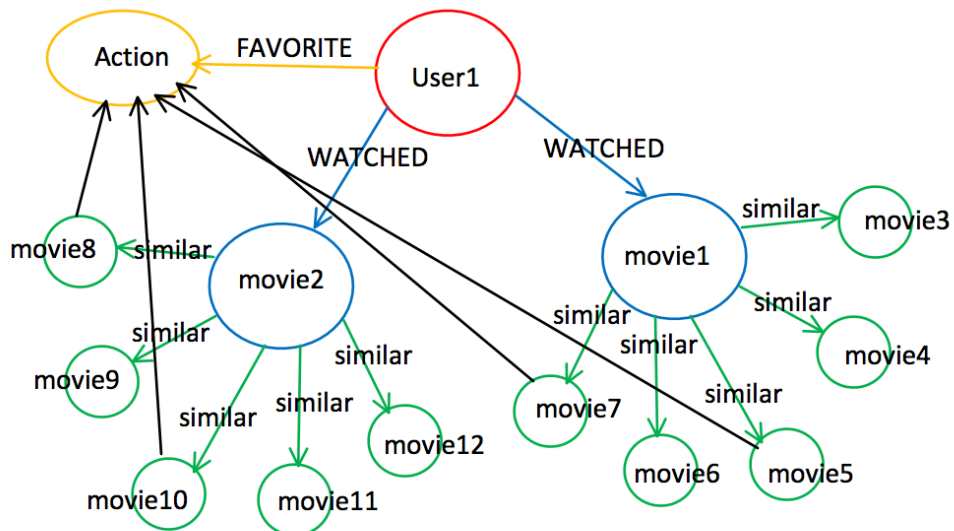 Action
FAVORITE
User1
WATCHED
WATCHED
similar
movie3
movie8
similar
movie2
movie1
similar
similar
similar
similar
movie4
movie9
similar
similar
similar
similar
movie7
movie12
movie10
movie11
movie6
movie5